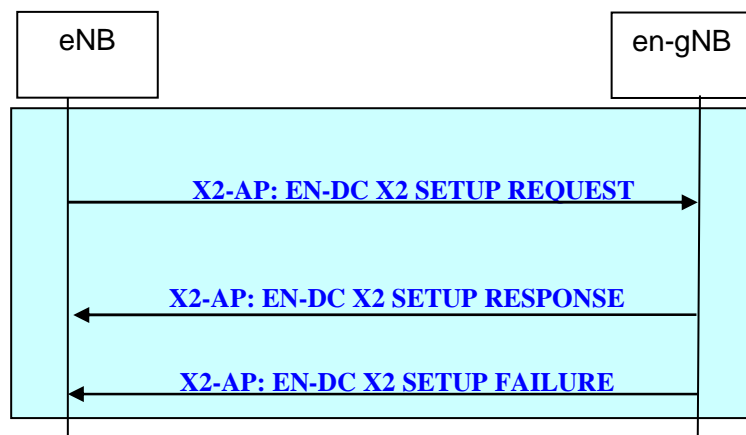 eNB
en-gNB
X2-AP: EN-DC X2 SETUP REQUEST
X2-AP: EN-DC X2 SETUP RESPONSE
X2-AP: EN-DC X2 SETUP FAILURE